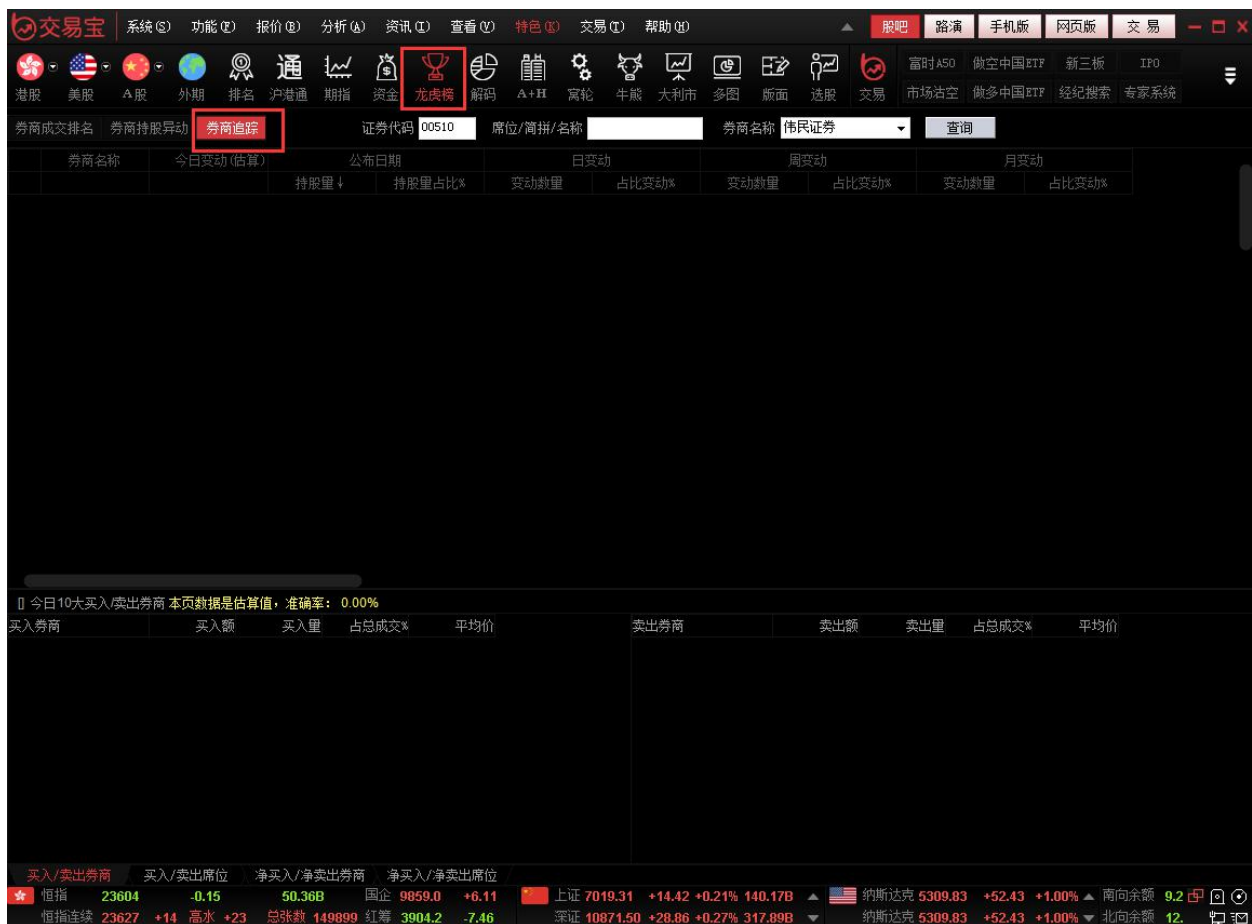 交易宝 系统(S) 功能(F) 报价(B) 分析(A) 资讯(I) 查看(V) 特色(K) 交易(T) 帮助(H) 股吧 路演 手机版 网页版 交易
通 富时A50 做空中国ETF 新三板 IPO
港股 美股 A股 外期 排名 沪港通 期指 资金 龙虎榜 解码 A+H 窝轮 牛熊 大利市 多图 版面 选股 交易 市场沽空 做多中国ETF 经纪搜索 专家系统
券商成交排名 券商持股异动 券商追踪 证券代码 00510 席位/简拼/名称 券商名称 伟民证券 查询
券商名称 今日变动(估算) 公布日期 日变动 周变动 月变动
持股量↓ 持股量占比% 变动数量 占比变动% 变动数量 占比变动% 变动数量 占比变动%
[] 今日10大买入/卖出券商 本页数据是估算值，准确率： 0.00%
买入券商 买入额 买入量 占总成交% 平均价 卖出券商 卖出额 卖出量 占总成交% 平均价
买入/卖出券商 买入/卖出席位 净买入/净卖出券商 净买入/净卖出席位
恒指 23604 -0.15 50.36B 国企 9859.0 +6.11 上证 7019.31 +14.42 +0.21% 140.17B 纳斯达克 5309.83 +52.43 +1.00% 南向余额 9.2
恒指连续 23627 +14 高水 +23 总张数 149899 红筹 3904.2 -7.46 深证 10871.50 +28.86 +0.27% 317.89B 纳斯达克 5309.83 +52.43 +1.00% 北向余额 12.